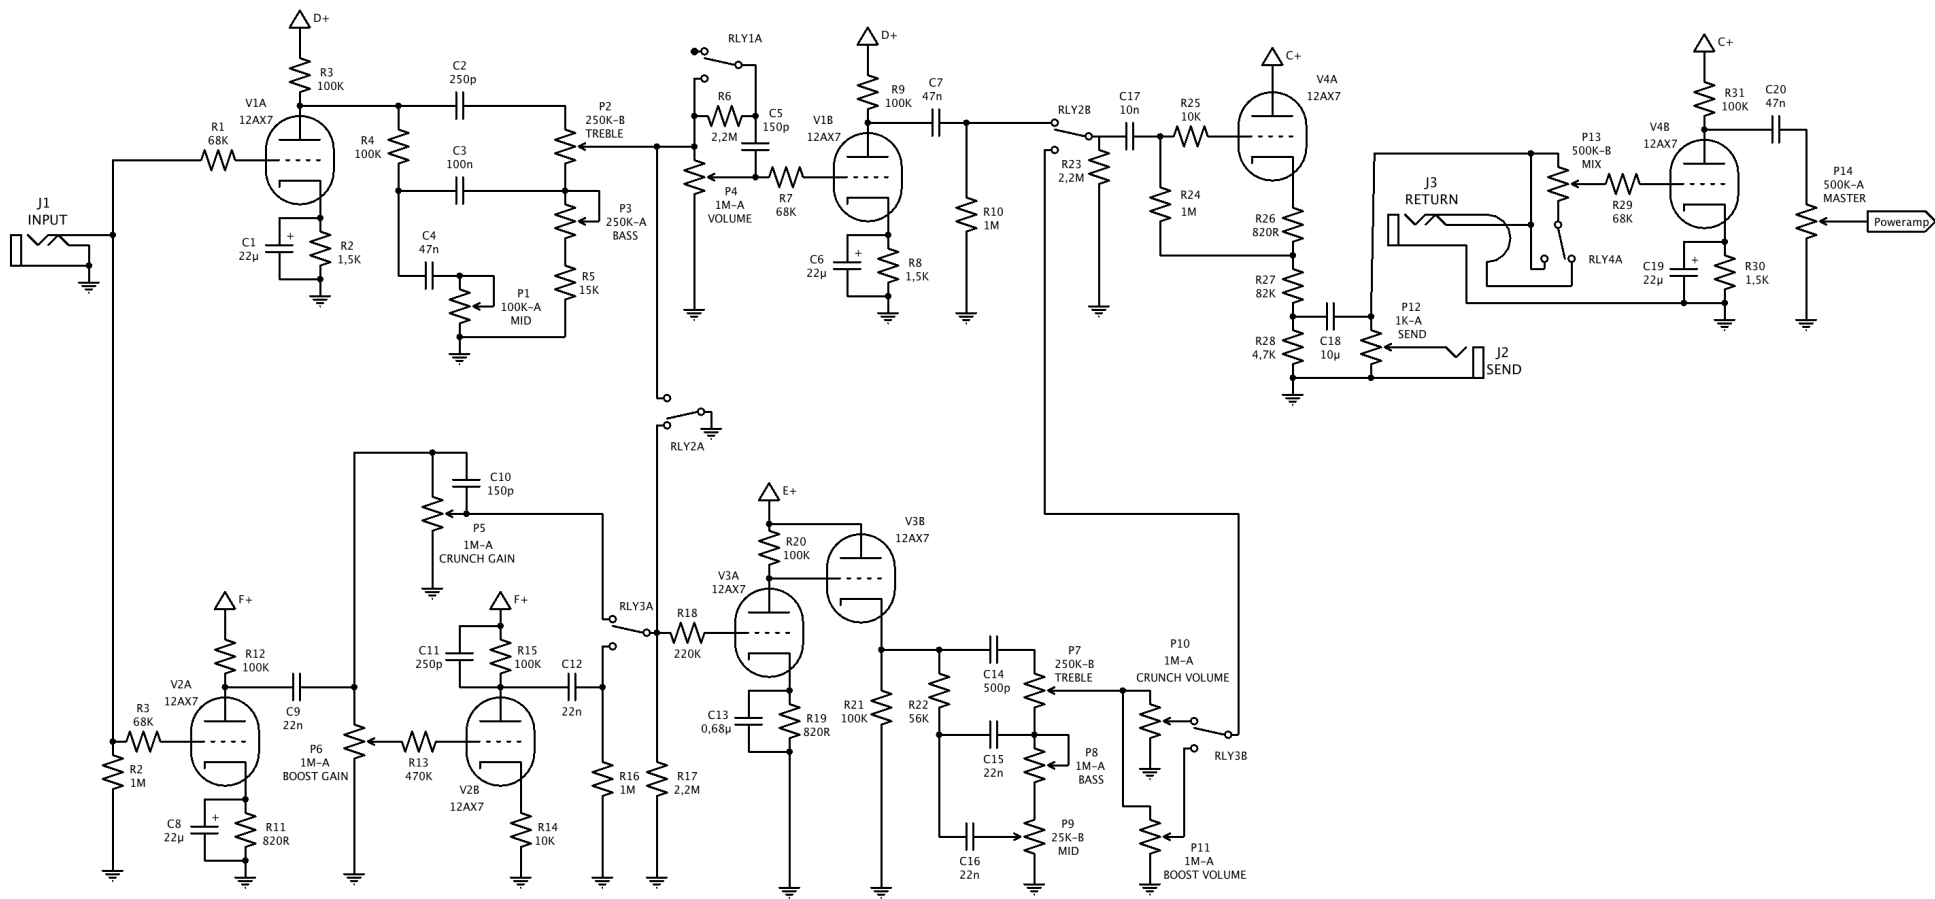 D+
R3
100K
V1A
12AX7
R1
68K
J1
INPUT
C1
22µ
+
R2
1,5K
C2
250p
R4
100K
C3
100n
C4
47n
P1
100K-A
MID
P2
250K-B
TREBLE
P3
250K-A
BASS
R5
15K
RLY1A
R6
2,2M
C5
150p
P4
1M-A
VOLUME
R7
68K
D+
R9
100K
V1B
12AX7
C6
22µ
+
R8
1,5K
C7
47n
R10
1M
RLY2B
R23
2,2M
C17
10n
R25
10K
R24
1M
C+
V4A
12AX7
R26
820R
R27
82K
R28
4,7K
C18
10µ
P12
1K-A
SEND
J2
SEND
J3
RETURN
RLY4A
P13
500K-B
MIX
R29
68K
C+
R31
100K
V4B
12AX7
C19
22µ
+
R30
1,5K
C20
47n
P14
500K-A
MASTER
Poweramp
RLY2A
C10
150p
P5
1M-A
CRUNCH GAIN
F+
R12
100K
V2A
12AX7
R3
68K
R2
1M
C8
22µ
+
R11
820R
C9
22n
P6
1M-A
BOOST GAIN
R13
470K
F+
C11
250p
R15
100K
V2B
12AX7
R14
10K
C12
22n
RLY3A
R16
1M
R17
2,2M
R18
220K
E+
R20
100K
V3A
12AX7
V3B
12AX7
C13
0,68µ
R19
820R
R21
100K
R22
56K
C14
500p
C15
22n
C16
22n
P7
250K-B
TREBLE
P8
1M-A
BASS
P9
25K-B
MID
P10
1M-A
CRUNCH VOLUME
RLY3B
P11
1M-A
BOOST VOLUME